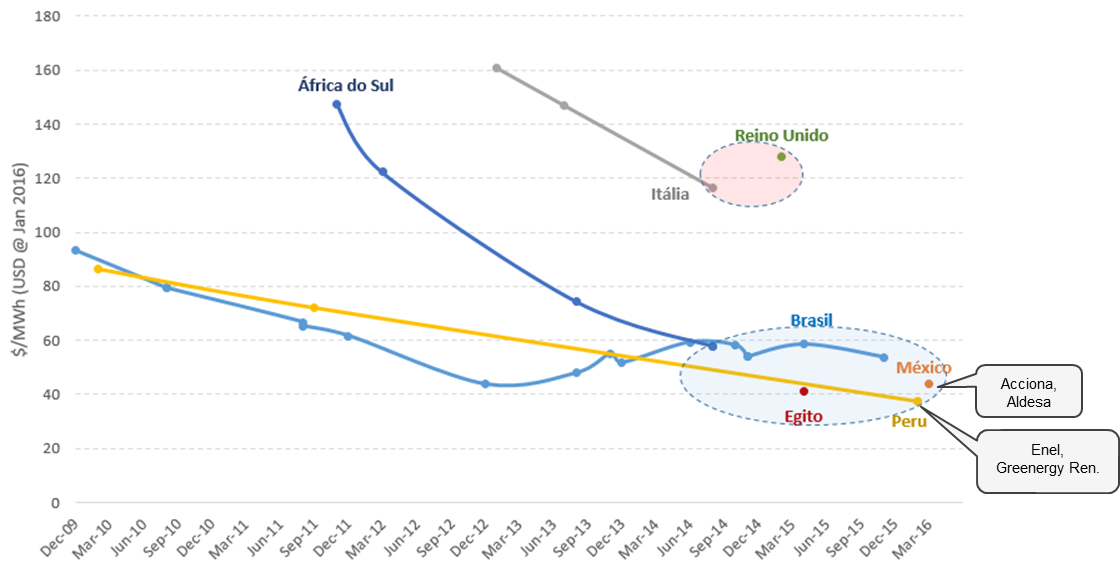 $/MWh (USD @ Jan 2016)
180
160
140
120
100
80
60
40
20
0
África do Sul
Reino Unido
Itália
Brasil
México
Egito
Peru
Acciona,
Aldesa
Enel,
Greenergy Ren.
Dec-09
Mar-10
Jun-10
Sep-10
Dec-10
Mar-11
Jun-11
Sep-11
Dec-11
Mar-12
Jun-12
Sep-12
Dec-12
Mar-13
Jun-13
Sep-13
Dec-13
Mar-14
Jun-14
Sep-14
Dec-14
Mar-15
Jun-15
Sep-15
Dec-15
Mar-16